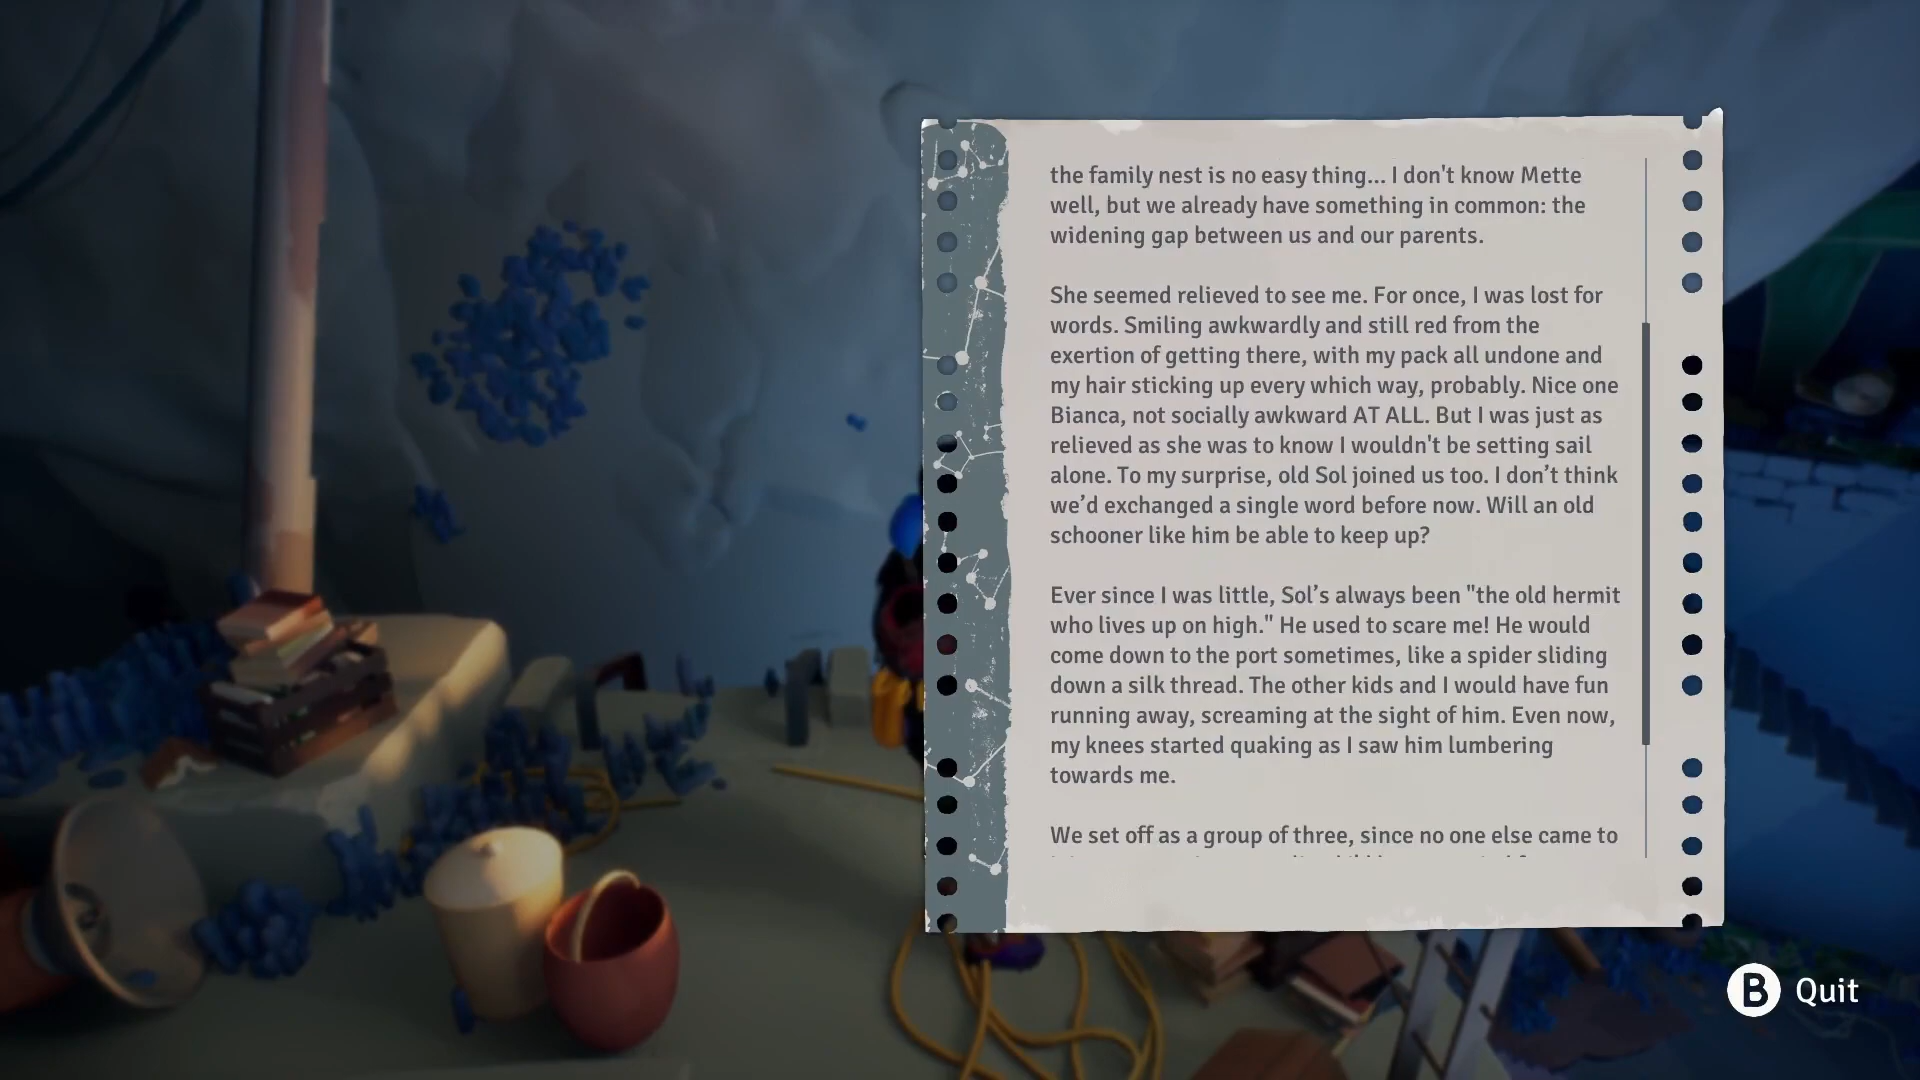 the family nest is no easy thing... I don't know Mette
well, but we already have something in common: the
widening gap between us and our parents.
She seemed relieved to see me. For once, I was lost for
words. Smiling awkwardly and still red from the
exertion of getting there, with my pack all undone and
my hair sticking up every which way, probably. Nice one
Bianca, not socially awkward AT ALL. But I was just as
relieved as she was to know I wouldn't be setting sail
alone. To my surprise, old Sol joined us too. I don’t think
we’d exchanged a single word before now. Will an old
schooner like him be able to keep up?
Ever since I was little, Sol’s always been "the old hermit
who lives up on high." He used to scare me! He would
come down to the port sometimes, like a spider sliding
down a silk thread. The other kids and I would have fun
running away, screaming at the sight of him. Even now,
my knees started quaking as I saw him lumbering
towards me.
We set off as a group of three, since no one else came to
B Quit